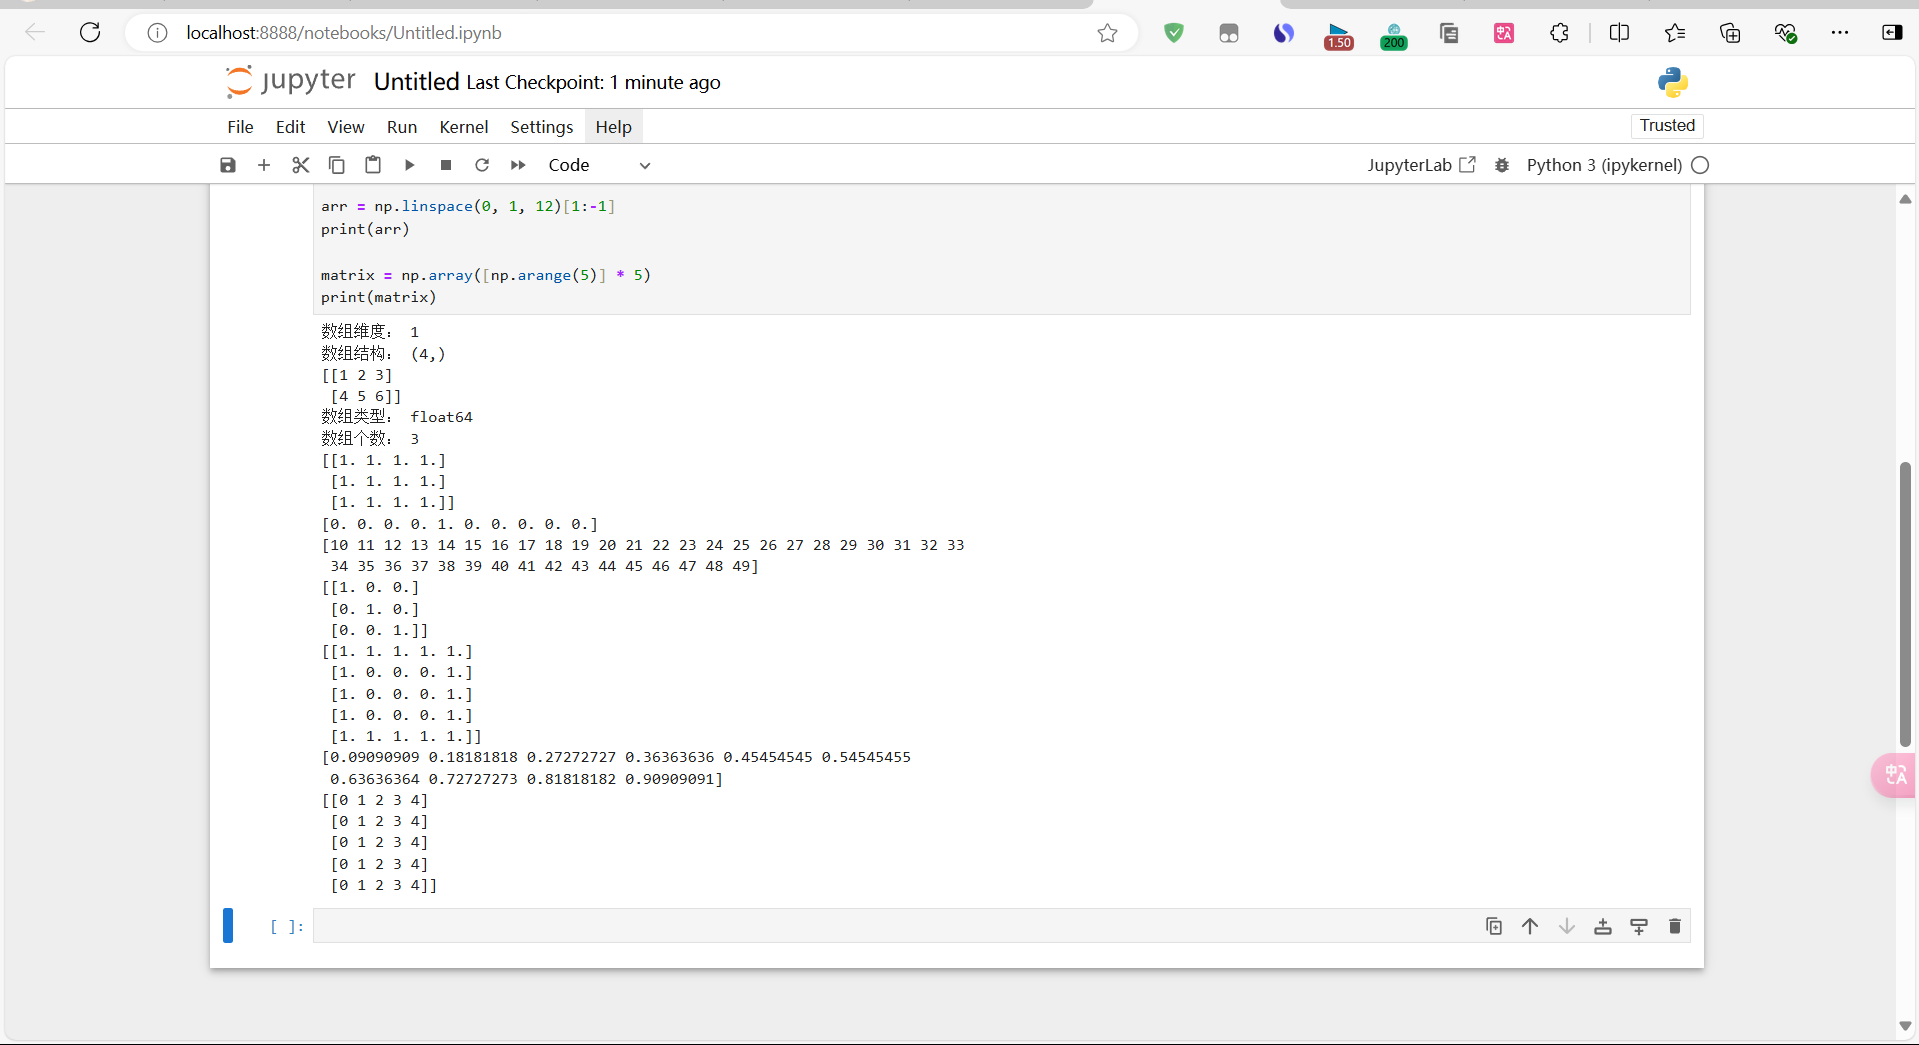 localhost:8888/notebooks/Untitled.ipynb
1.50
200
jupyter Untitled Last Checkpoint: 1 minute ago
File Edit View Run Kernel Settings Help
Trusted
Code
JupyterLab
Python 3 (ipykernel)
arr = np.linspace(0, 1, 12)[1:-1]
print(arr)
matrix = np.array([np.arange(5)] * 5)
print(matrix)
数组维度： 1
数组结构： (4,)
[[1 2 3]
 [4 5 6]]
数组类型： float64
数组个数： 3
[[1. 1. 1. 1.]
 [1. 1. 1. 1.]
 [1. 1. 1. 1.]]
[0. 0. 0. 0. 1. 0. 0. 0. 0. 0.]
[10 11 12 13 14 15 16 17 18 19 20 21 22 23 24 25 26 27 28 29 30 31 32 33
 34 35 36 37 38 39 40 41 42 43 44 45 46 47 48 49]
[[1. 0. 0.]
 [0. 1. 0.]
 [0. 0. 1.]]
[[1. 1. 1. 1. 1.]
 [1. 0. 0. 0. 1.]
 [1. 0. 0. 0. 1.]
 [1. 0. 0. 0. 1.]
 [1. 1. 1. 1. 1.]]
[0.09090909 0.18181818 0.27272727 0.36363636 0.45454545 0.54545455
 0.63636364 0.72727273 0.81818182 0.90909091]
[[0 1 2 3 4]
 [0 1 2 3 4]
 [0 1 2 3 4]
 [0 1 2 3 4]
 [0 1 2 3 4]]
[ ]: